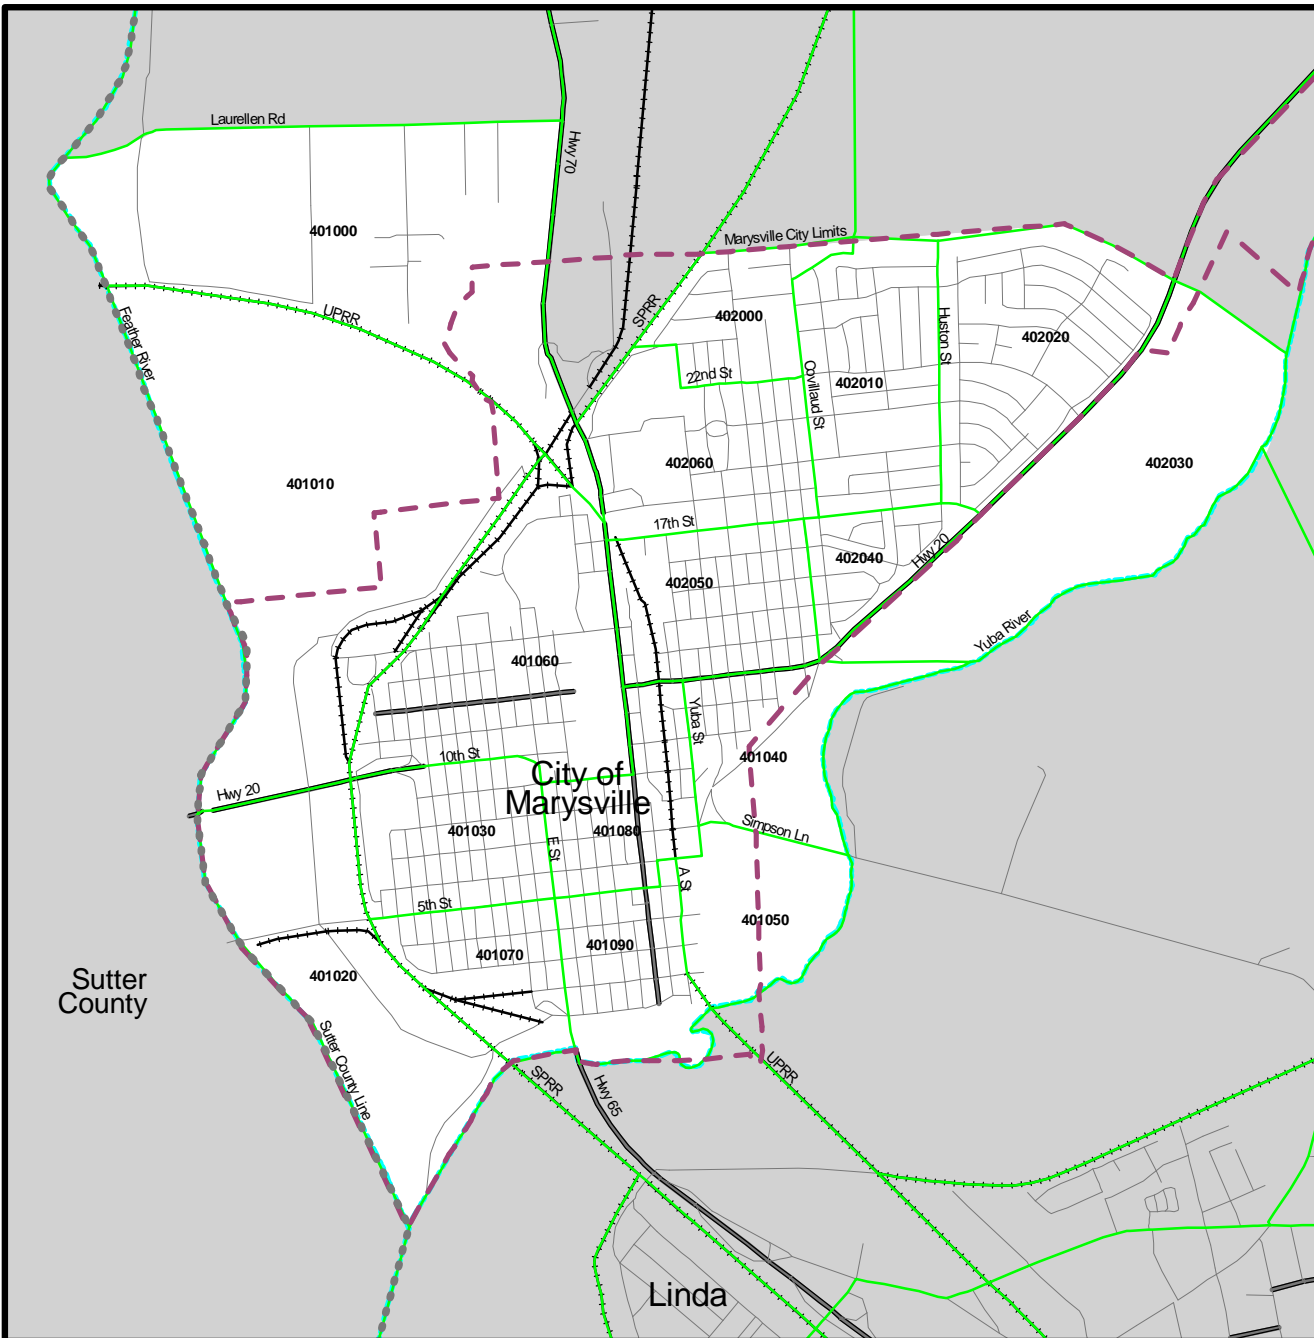 Laurellen Rd
Hwy 70
401000
Marysville City Limits
UPRR
SPRR
Feather River
402000
Huston St
402020
22nd St
Covillaud St
402010
402060
402030
401010
17th St
402040
Hwy 20
402050
Yuba River
401060
Yuba St
10th St
401040
City of
Marysville
Hwy 20
401030
E St
401080
Simpson Ln
A St
5th St
401050
401070
401090
Sutter
County
401020
Sutter County Line
SPRR
Hwy 65
UPRR
Linda